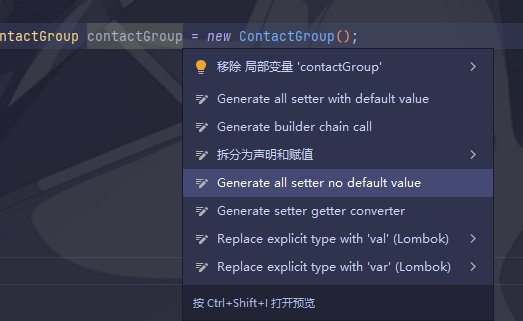 ntactGroup contactGroup = new ContactGroup();
移除 局部变量 'contactGroup'
Generate all setter with default value
Generate builder chain call
拆分为声明和赋值
Generate all setter no default value
Generate setter getter converter
Replace explicit type with 'val' (Lombok)
Replace explicit type with 'var' (Lombok)
按 Ctrl+Shift+I 打开预览